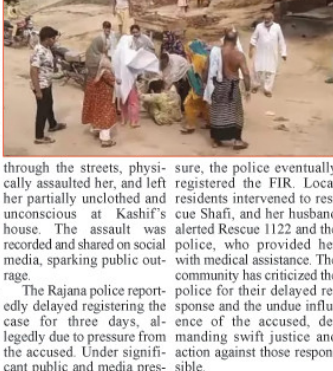 through the streets, physi-
cally assaulted her, and left
her partially unclothed and
unconscious at Kashif's
house. The assault was
recorded and shared on social
media, sparking public out-
rage.
The Rajana police report-
edly delayed registering the
case for three days, al-
legedly due to pressure from
the accused. Under signifi-
cant public and media pres-
sure, the police eventually
registered the FIR. Loca
residents intervened to res-
cue Shafi, and her husban
alerted Rescue 1122 and the
police, who provided he
with medical assistance. Th
community has criticized the
police for their delayed re
sponse and the undue influ
ence of the accused, de
manding swift justice an
action against those respon
sible.